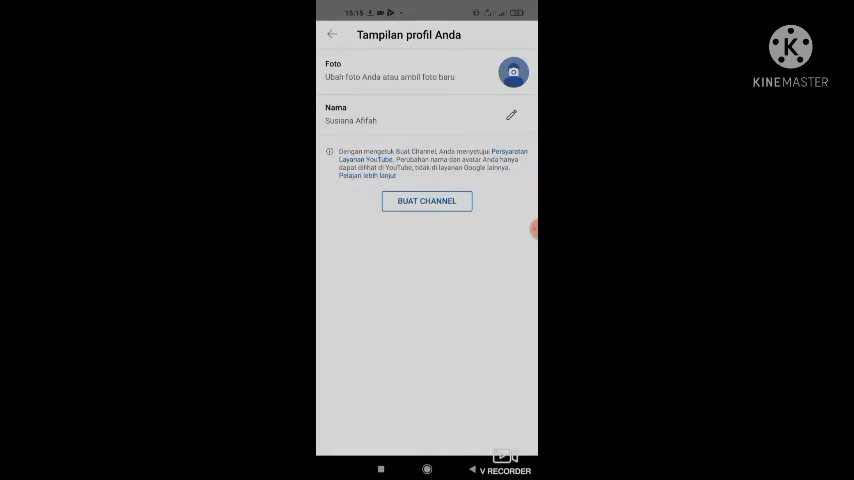 15:15
Tampilan profil Anda
Foto
Ubah foto Anda atau ambil foto baru
Nama
Susiana Afifah
Dengan mengetuk Buat Channel, Anda menyetujui Persyaratan
Layanan YouTube. Perubahan nama dan avatar Anda hanya
dapat dilihat di YouTube, tidak di layanan Google lainnya.
Pelajari lebih lanjut
BUAT CHANNEL
K
KINEMASTER
V RECORDER